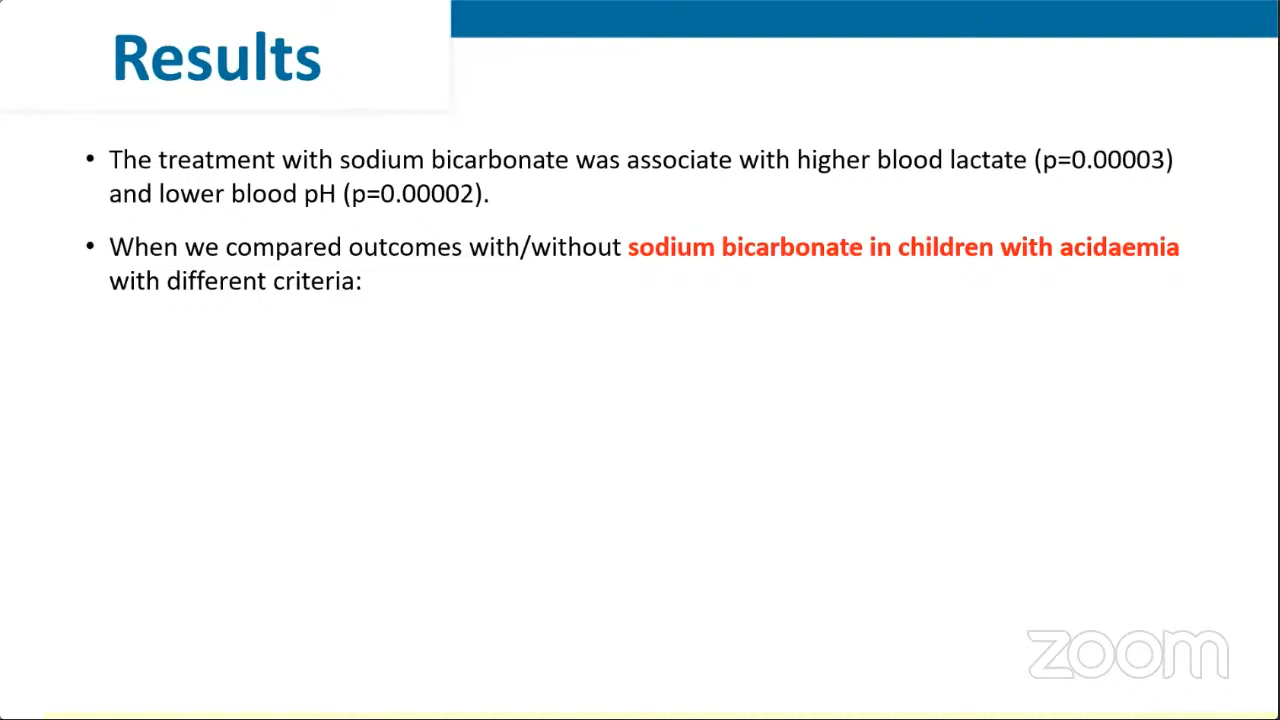 Results
• The treatment with sodium bicarbonate was associate with higher blood lactate (p=0.00003)
and lower blood pH (p=0.00002).
• When we compared outcomes with/without sodium bicarbonate in children with acidaemia
with different criteria:
zoom